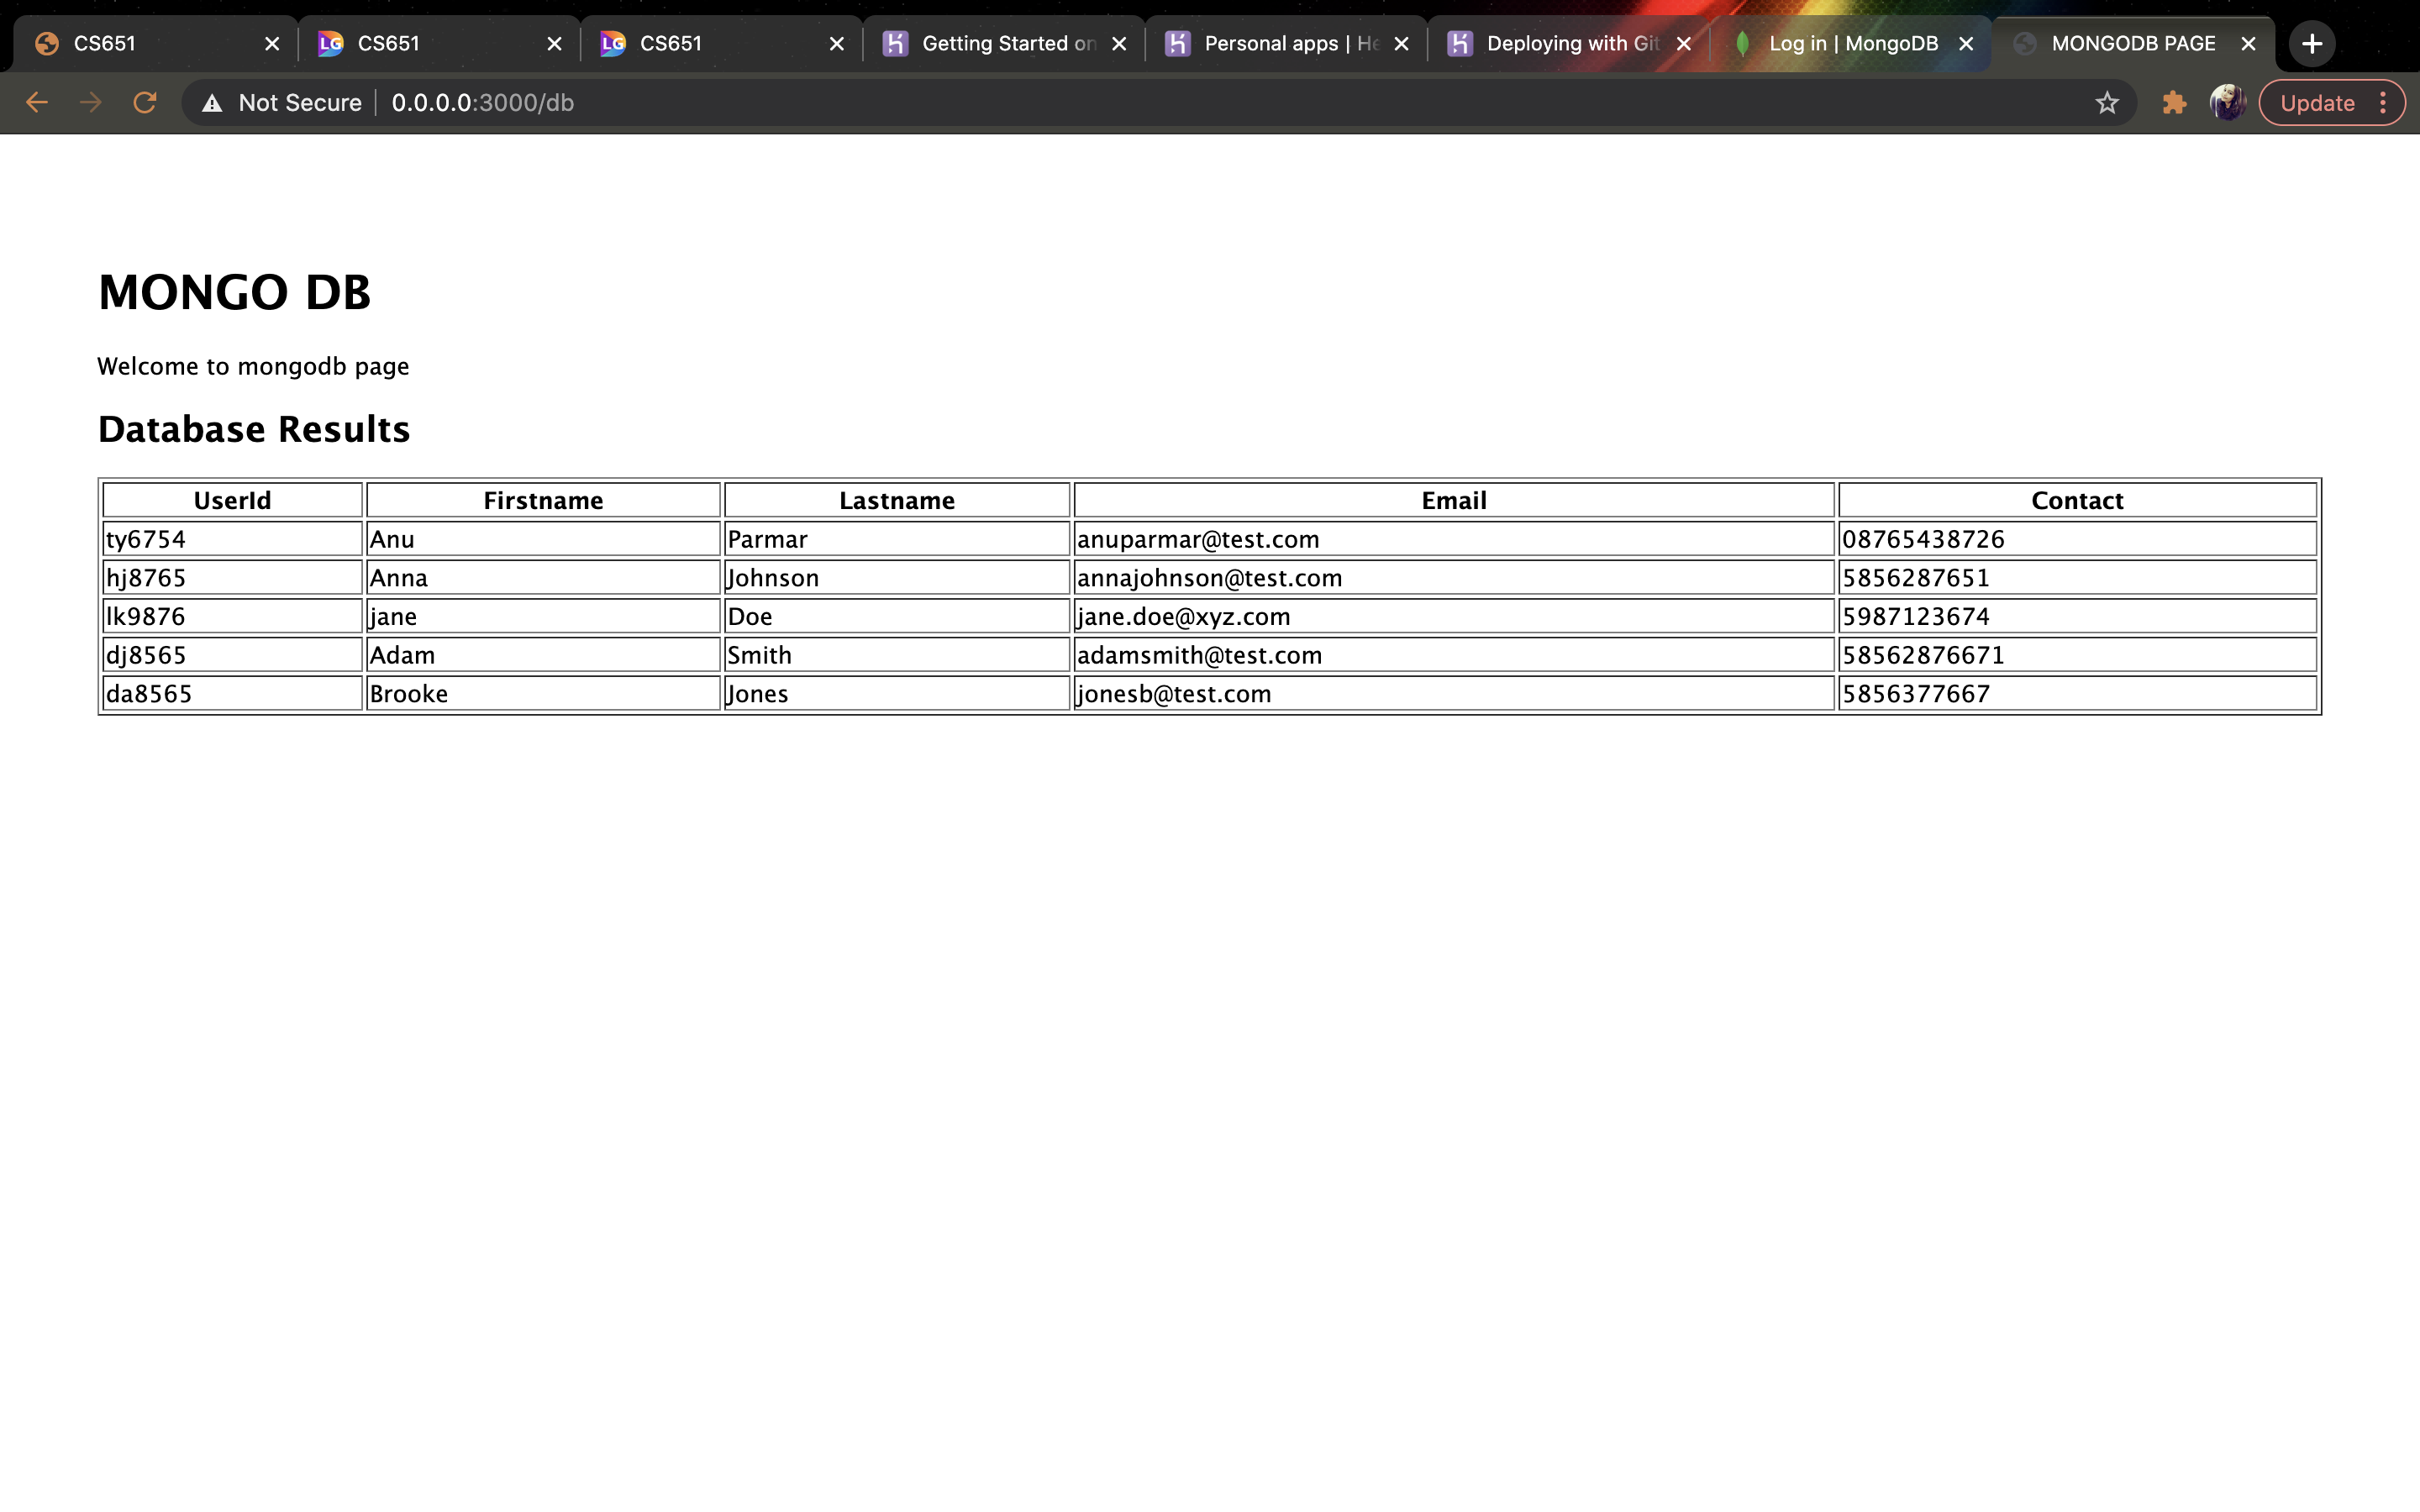 CS651 CS651 CS651 Getting Started on Personal apps | He Deploying with Git Log in | MongoDB MONGODB PAGE
Not Secure 0.0.0.0:3000/db Update
MONGO DB
Welcome to mongodb page
Database Results
UserId Firstname Lastname Email Contact
ty6754 Anu Parmar anuparmar@test.com 08765438726
hj8765 Anna Johnson annajohnson@test.com 5856287651
lk9876 jane Doe jane.doe@xyz.com 5987123674
dj8565 Adam Smith adamsmith@test.com 58562876671
da8565 Brooke Jones jonesb@test.com 5856377667